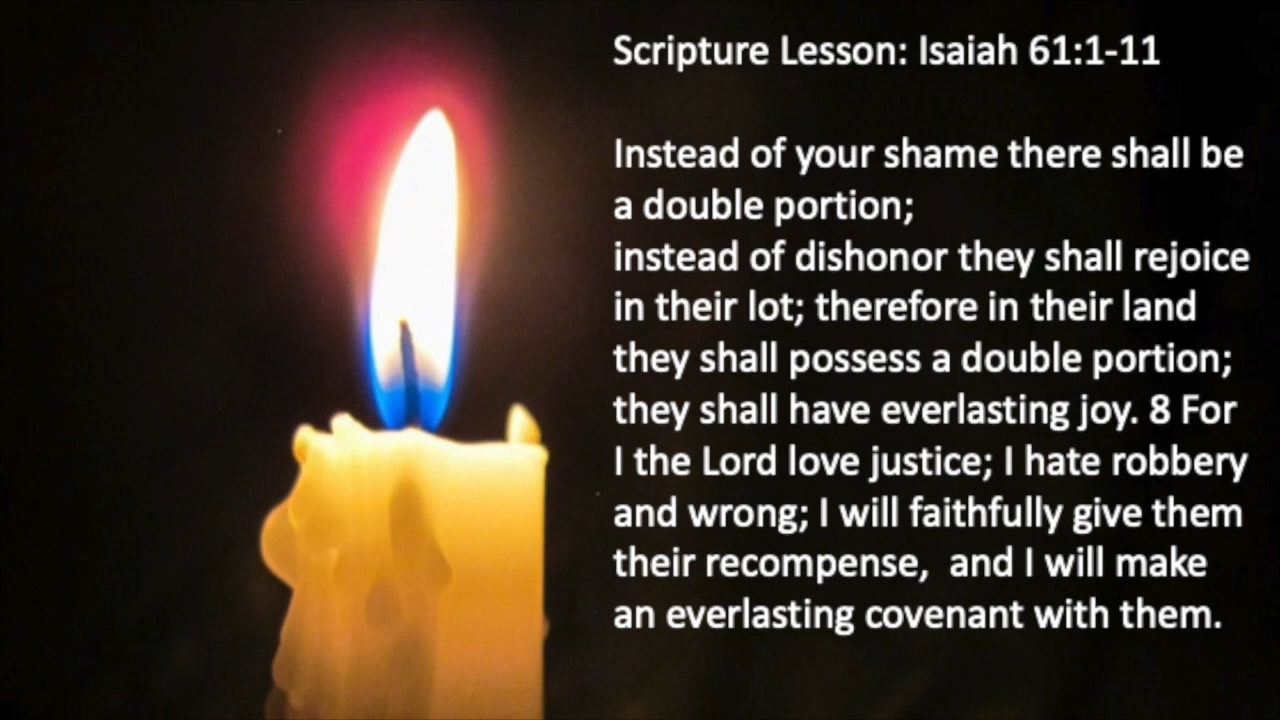 Scripture Lesson: Isaiah 61:1-11
Instead of your shame there shall be
a double portion;
instead of dishonor they shall rejoice
in their lot; therefore in their land
they shall possess a double portion;
they shall have everlasting joy. 8 For
I the Lord love justice; I hate robbery
and wrong; I will faithfully give them
their recompense,  and I will make
an everlasting covenant with them.